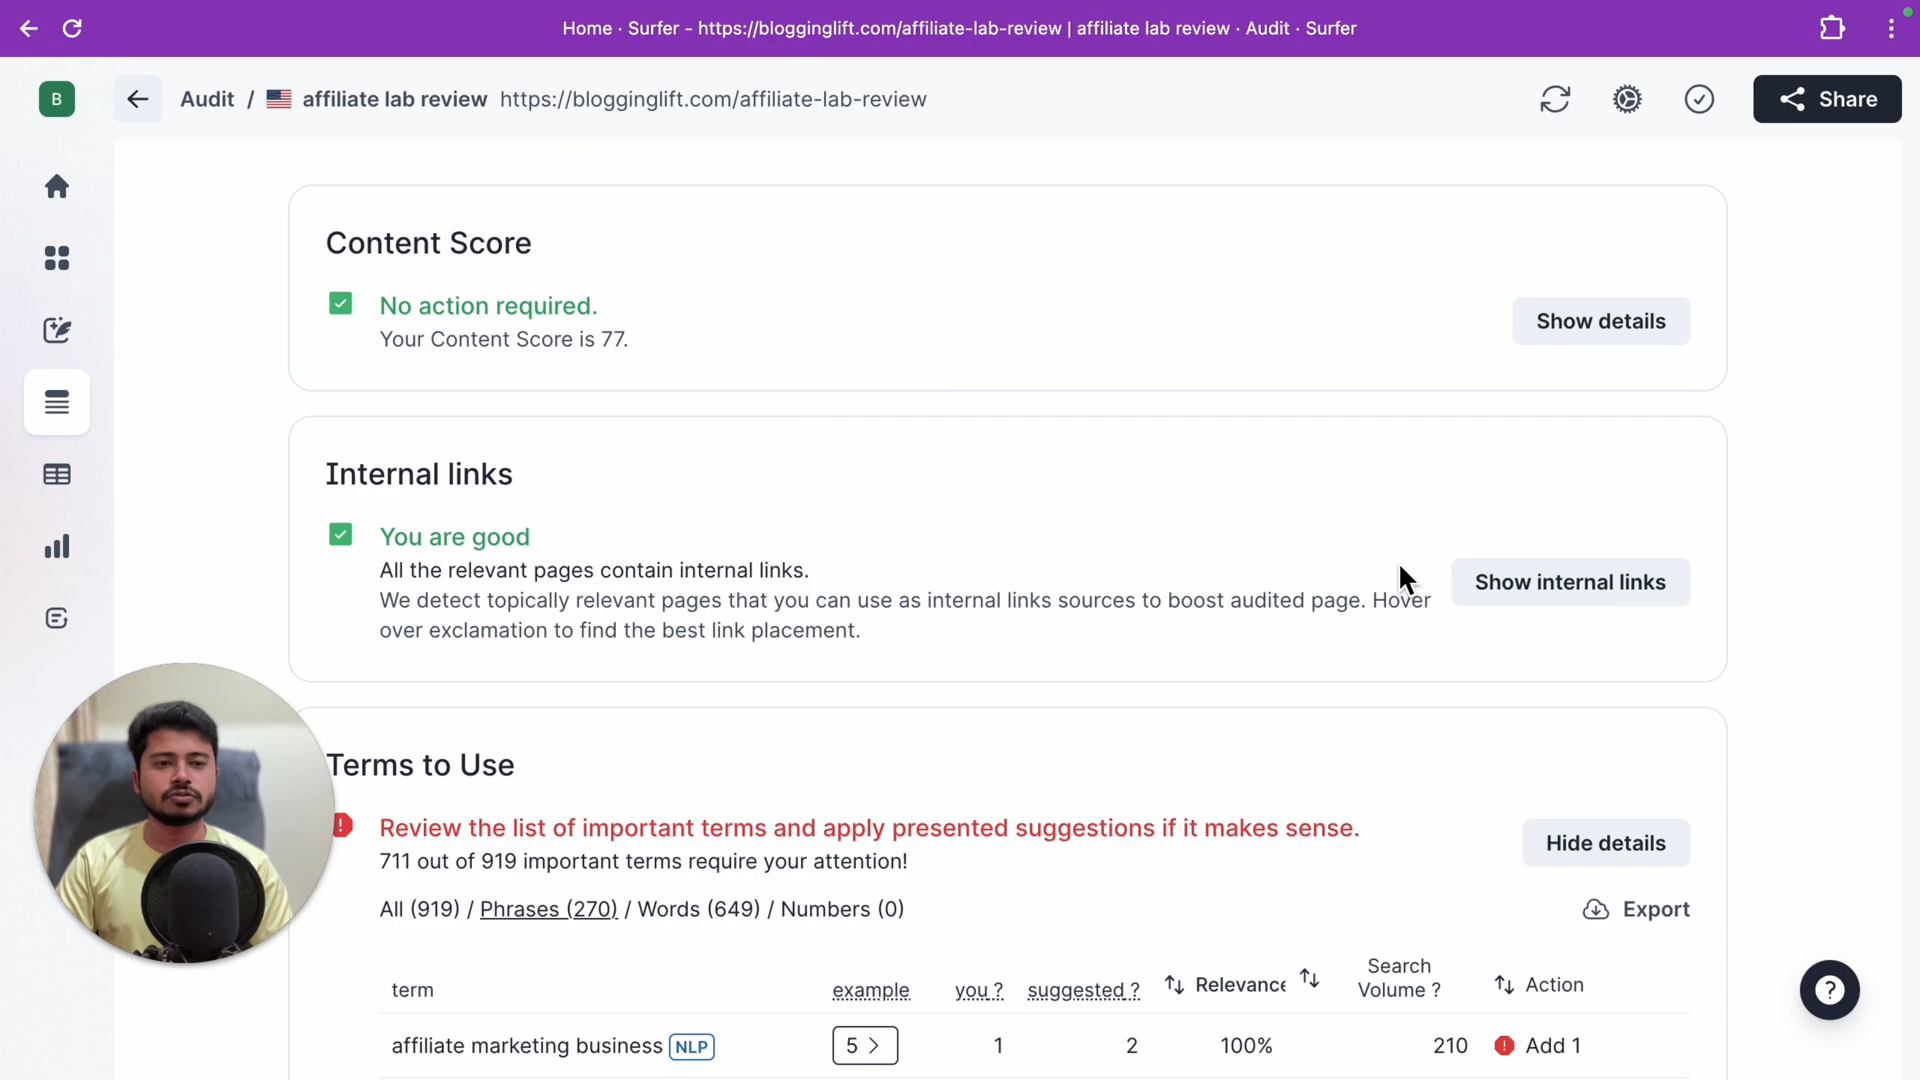 Home · Surfer - https://blogginglift.com/affiliate-lab-review | affiliate lab review · Audit · Surfer
B
Audit / affiliate lab review https://blogginglift.com/affiliate-lab-review
Share
Content Score
No action required.
Your Content Score is 77.
Show details
Internal links
You are good
All the relevant pages contain internal links.
We detect topically relevant pages that you can use as internal links sources to boost audited page. Hover
over exclamation to find the best link placement.
Show internal links
Terms to Use
Review the list of important terms and apply presented suggestions if it makes sense.
711 out of 919 important terms require your attention!
Hide details
All (919) / Phrases (270) / Words (649) / Numbers (0)
Export
term example you ? suggested ? Relevance Search Volume ? Action
affiliate marketing business NLP 5 > 1 2 100% 210 Add 1
?